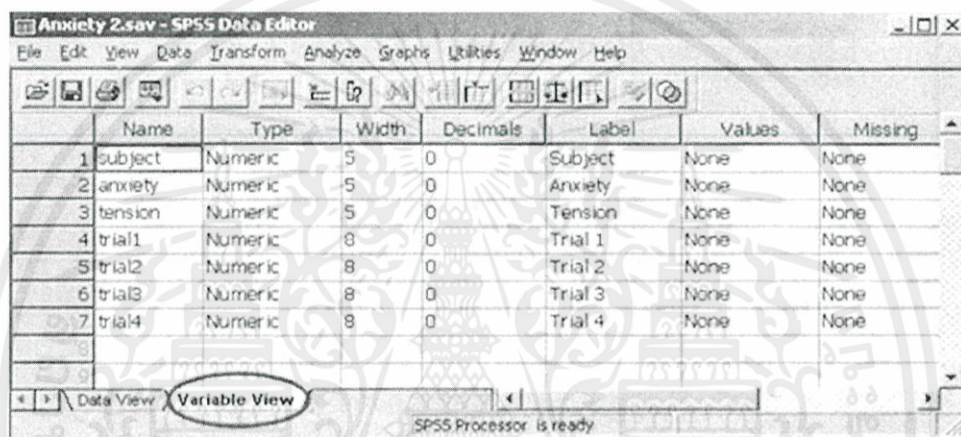 Anxiety 2.sav - SPSS Data Editor
File Edit View Data Transform Analyze Graphs Utilities Window Help
Name Type Width Decimals Label Values Missing
1 subject Numeric 5 0 Subject None None
2 anxiety Numeric 5 0 Anxiety None None
3 tension Numeric 5 0 Tension None None
4 trial1 Numeric 8 0 Trial 1 None None
5 trial2 Numeric 8 0 Trial 2 None None
6 trial3 Numeric 8 0 Trial 3 None None
7 trial4 Numeric 8 0 Trial 4 None None
8
9
Data View Variable View
SPSS Processor is ready